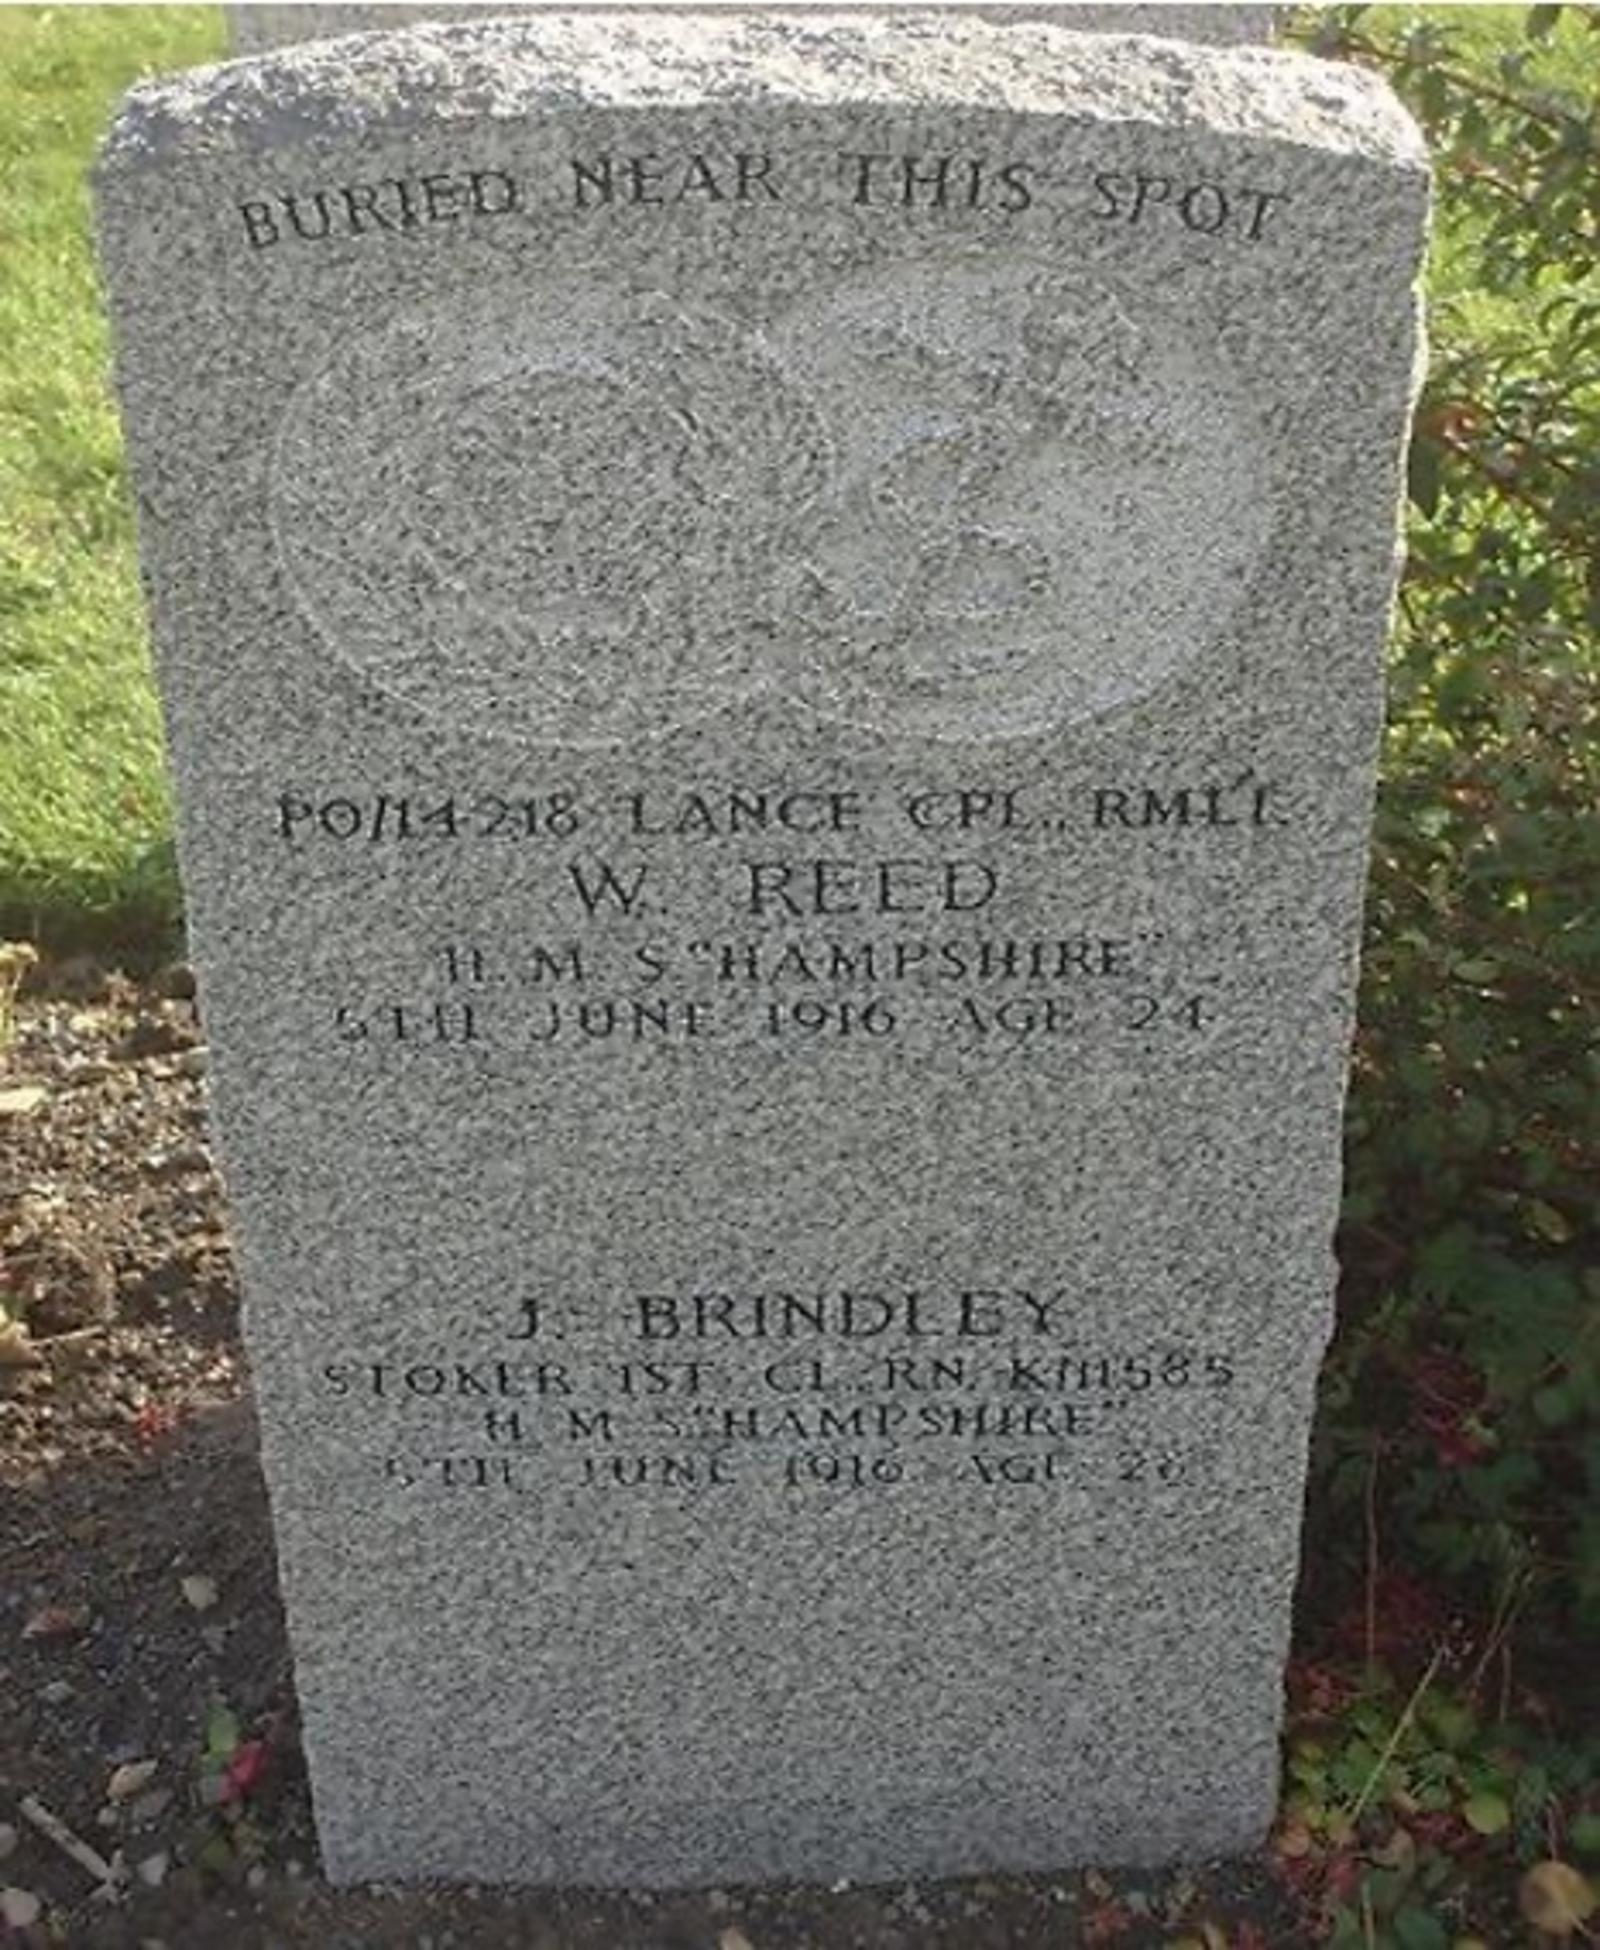 BURIED NEAR THIS SPOT
PO/14218 LANCE CPL., RMLI.
W. REED
H. M. S "HAMPSHIRE"
5TH JUNE 1916 AGE 24
J. BRINDLEY
STOKER 1ST CL. RN. K/11585
H. M. S "HAMPSHIRE"
5TH JUNE 1916 AGE 26